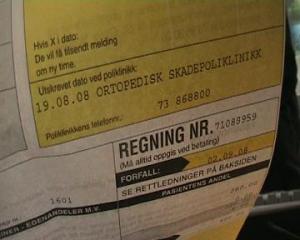 Hvis X i dato:
De vil få tilsendt melding
om ny time.
Utskrevet dato ved poliklinikk:
19.08.08 ORTOPEDISK SKADEPOLIKLINIKK
73 868800
Poliklinikkens telefonnr.:
REGNING NR. 71088959
(Må alltid oppgis ved betaling)
FORFALL: 02.09.08
SE RETTLEDNINGER PÅ BAKSIDEN
PASIENTENS ANDEL
1601
EGENANDELER M.V.